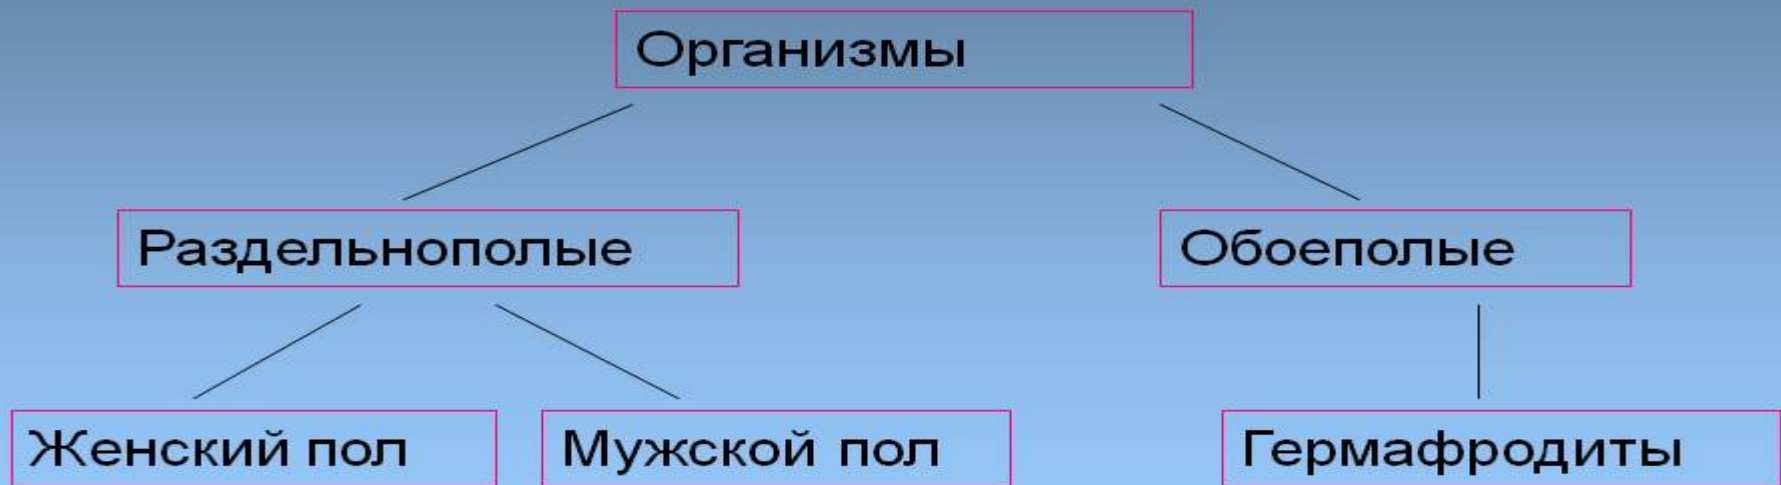 Организмы
Раздельнополые
Обоеполые
Женский пол
Мужской пол
Гермафродиты